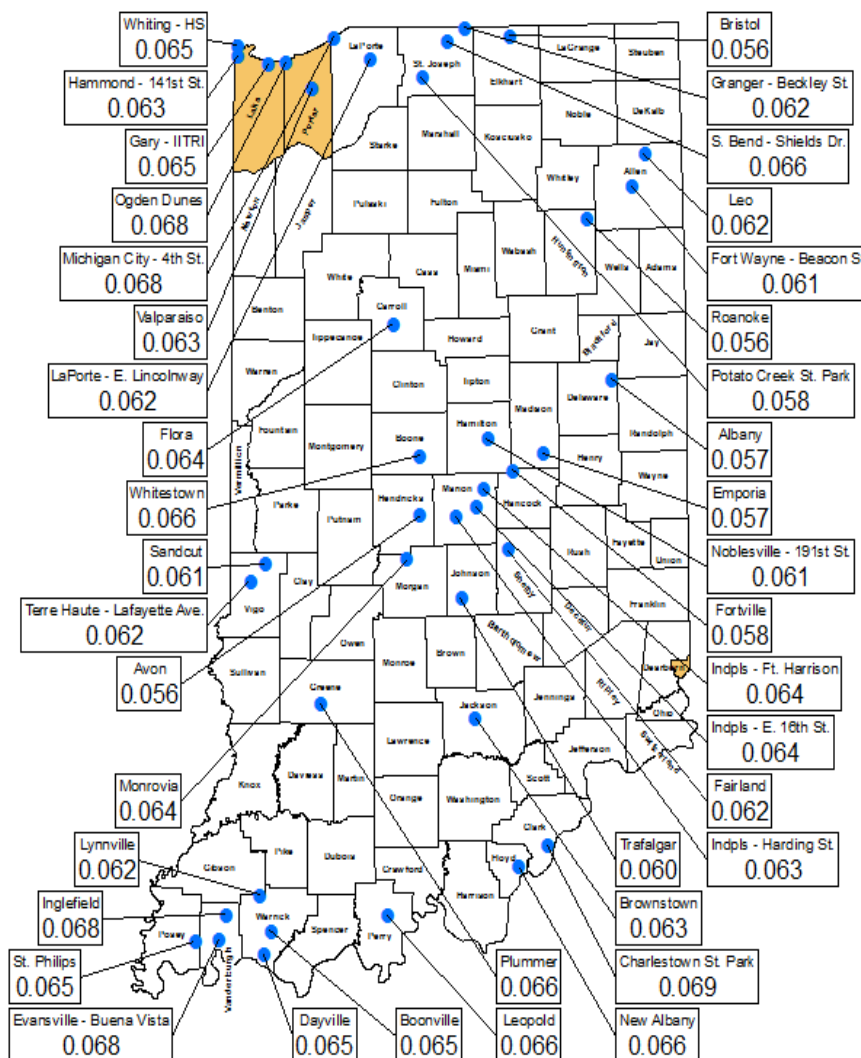 Whiting - HS
0.065
Hammond - 141st St.
0.063
Gary - IITRI
0.065
Ogden Dunes
0.068
Michigan City - 4th St.
0.068
Valparaiso
0.063
LaPorte - E. Lincolnway
0.062
Flora
0.064
Whitestown
0.066
Sandcut
0.061
Terre Haute - Lafayette Ave.
0.062
Avon
0.056
Monrovia
0.064
Lynnville
0.062
Inglefield
0.068
St. Philips
0.065
Evansville - Buena Vista
0.068
Dayville
0.065
Boonville
0.065
Leopold
0.066
Plummer
0.066
New Albany
0.066
Charlestown St. Park
0.069
Brownstown
0.063
Trafalgar
0.060
Indpls - Harding St.
0.063
Fairland
0.062
Indpls - E. 16th St.
0.064
Indpls - Ft. Harrison
0.064
Fortville
0.058
Noblesville - 191st St.
0.061
Emporia
0.057
Albany
0.057
Potato Creek St. Park
0.058
Roanoke
0.056
Fort Wayne - Beacon S
0.061
Leo
0.062
S. Bend - Shields Dr.
0.066
Granger - Beckley St.
0.062
Bristol
0.056
LaPorte
St. Joseph
Elkhart
LaGrange
Steuben
Lake
Porter
Noble
DeKalb
Starke
Marshall
Kosciusko
Whitley
Allen
Newton
Jasper
Pulaski
Fulton
Miami
Wabash
Huntington
Wells
Adams
White
Cass
Benton
Carroll
Howard
Grant
Blackford
Jay
Tippecanoe
Warren
Clinton
Tipton
Madison
Delaware
Randolph
Fountain
Vermillion
Montgomery
Boone
Hamilton
Henry
Wayne
Parke
Putnam
Hendricks
Marion
Hancock
Fayette
Union
Rush
Vigo
Clay
Morgan
Johnson
Shelby
Franklin
Decatur
Owen
Monroe
Brown
Bartholomew
Dearborn
Sullivan
Greene
Jackson
Jennings
Ripley
Ohio
Switzerland
Jefferson
Lawrence
Knox
Daviess
Martin
Orange
Washington
Scott
Clark
Floyd
Harrison
Gibson
Pike
Dubois
Crawford
Posey
Vanderburgh
Warrick
Spencer
Perry